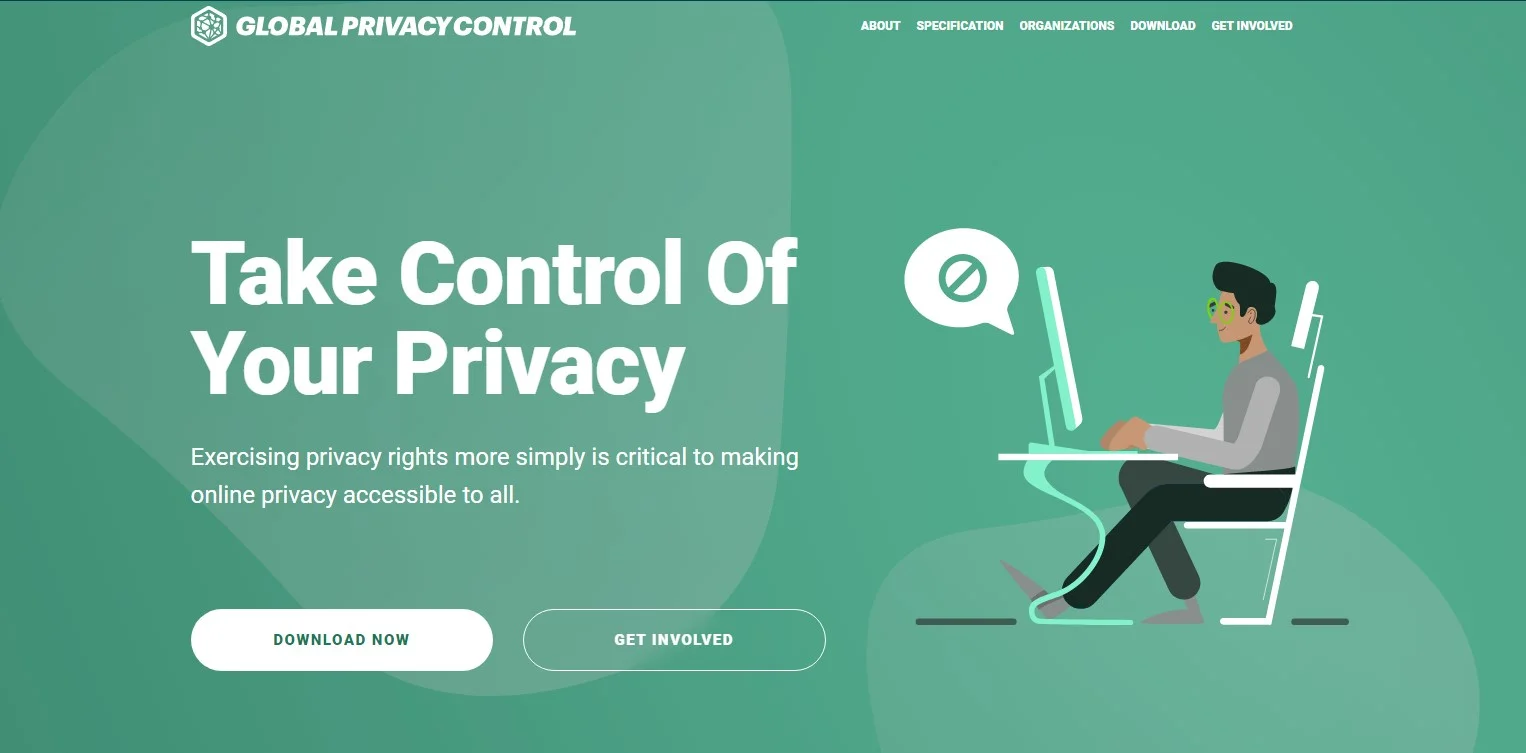 GLOBAL PRIVACY CONTROL
ABOUT SPECIFICATION ORGANIZATIONS DOWNLOAD GET INVOLVED
Take Control Of
Your Privacy
Exercising privacy rights more simply is critical to making
online privacy accessible to all.
DOWNLOAD NOW
GET INVOLVED